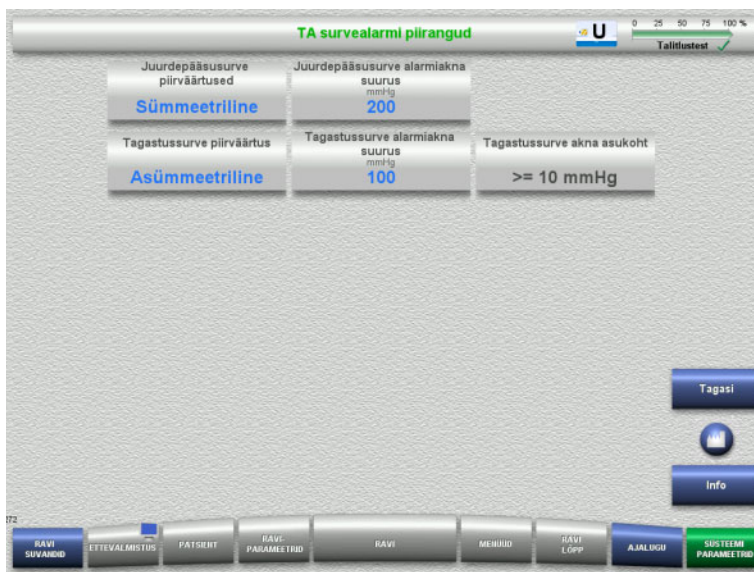 TA survealarmi piirangud
U
0 25 50 75 100 %
Talitlustest
Juurdepääsusurve
piirväärtused
Sümmeetriline
Juurdepääsusurve alarmiakna
suurus
mmHg
200
Tagastussurve piirväärtus
Asümmeetriline
Tagastussurve alarmiakna
suurus
mmHg
100
Tagastussurve akna asukoht
>= 10 mmHg
Tagasi
Info
272
RAVI
SUVANDID
ETTEVALMISTUS
PATSIENT
RAVI-
PARAMEETRID
RAVI
MENÜÜD
RAVI
LÕPP
AJALUGU
SÜSTEEMI
PARAMEETRID